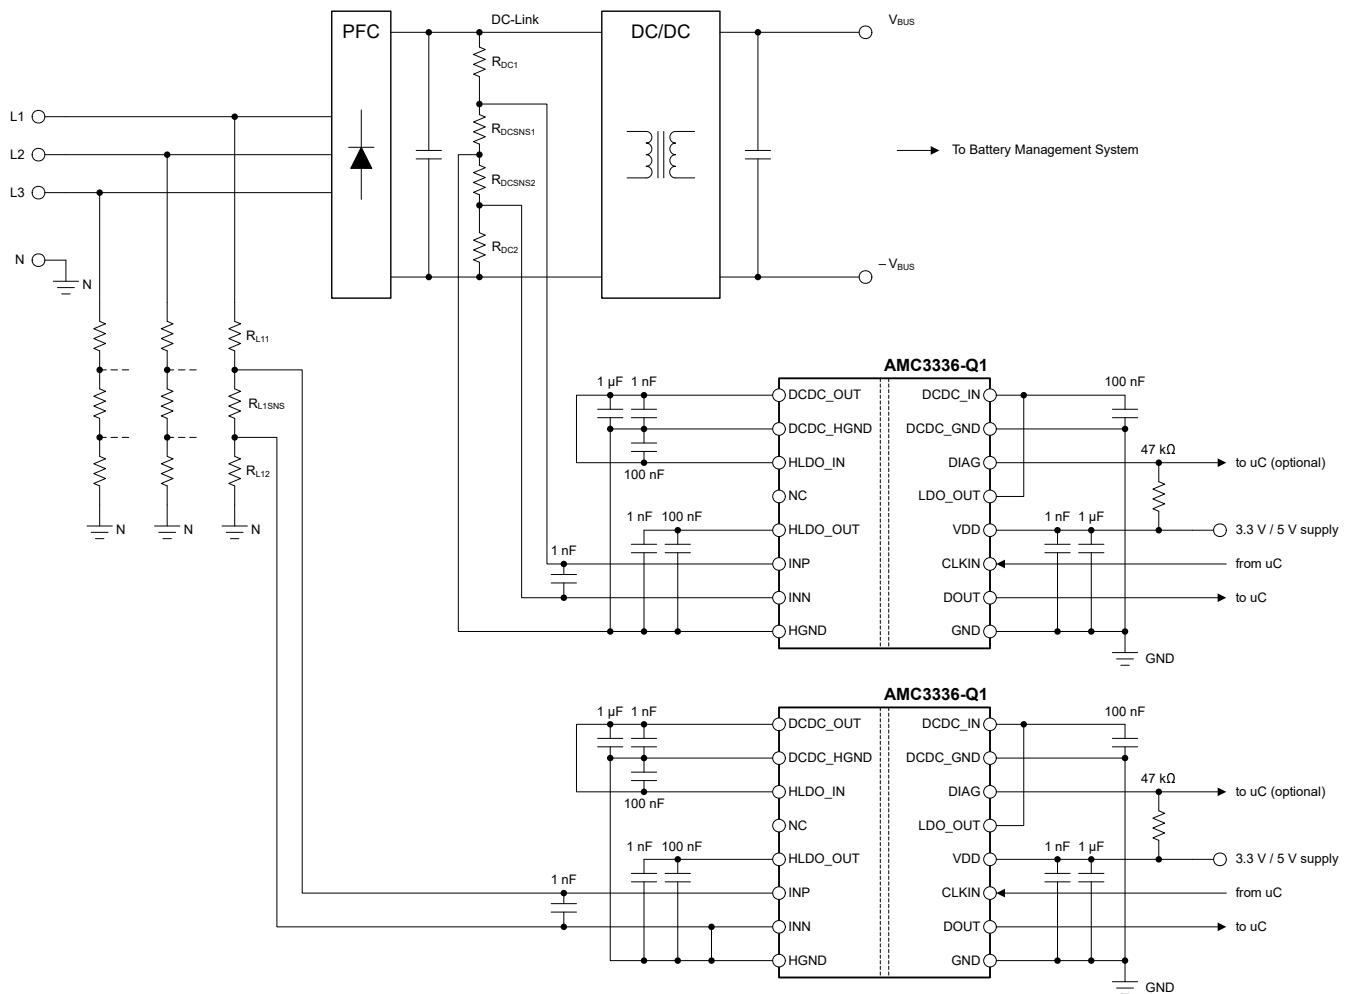 PFC
DC-Link
DC/DC
VBUS
RDC1
L1
RDCSNS1
L2
To Battery Management System
RDCSNS2
L3
RDC2
N
N
– VBUS
RL11
RL1SNS
RL12
N
N
N
AMC3336-Q1
1 µF
1 nF
DCDC_OUT
DCDC_IN
100 nF
DCDC_HGND
DCDC_GND
47 kΩ
100 nF
HLDO_IN
DIAG
to uC (optional)
NC
LDO_OUT
1 nF
100 nF
HLDO_OUT
VDD
1 nF
1 µF
3.3 V / 5 V supply
1 nF
INP
CLKIN
from uC
INN
DOUT
to uC
HGND
GND
GND
AMC3336-Q1
1 µF
1 nF
DCDC_OUT
DCDC_IN
100 nF
DCDC_HGND
DCDC_GND
47 kΩ
100 nF
HLDO_IN
DIAG
to uC (optional)
NC
LDO_OUT
1 nF
100 nF
HLDO_OUT
VDD
1 nF
1 µF
3.3 V / 5 V supply
1 nF
INP
CLKIN
from uC
INN
DOUT
to uC
HGND
GND
GND